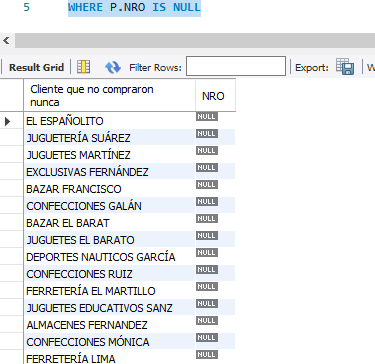 5 WHERE P.NRO IS NULL
Result Grid Filter Rows: Export: W
Cliente que no compraron
nunca NRO
EL ESPAÑOLITO NULL
JUGUETERÍA SUÁREZ NULL
JUGUETES MARTÍNEZ NULL
EXCLUSIVAS FERNÁNDEZ NULL
BAZAR FRANCISCO NULL
CONFECCIONES GALÁN NULL
BAZAR EL BARAT NULL
JUGUETES EL BARATO NULL
DEPORTES NAUTICOS GARCÍA NULL
CONFECCIONES RUIZ NULL
FERRETERÍA EL MARTILLO NULL
JUGUETES EDUCATIVOS SANZ NULL
ALMACENES FERNANDEZ NULL
CONFECCIONES MÓNICA NULL
FERRETERÍA LIMA NULL